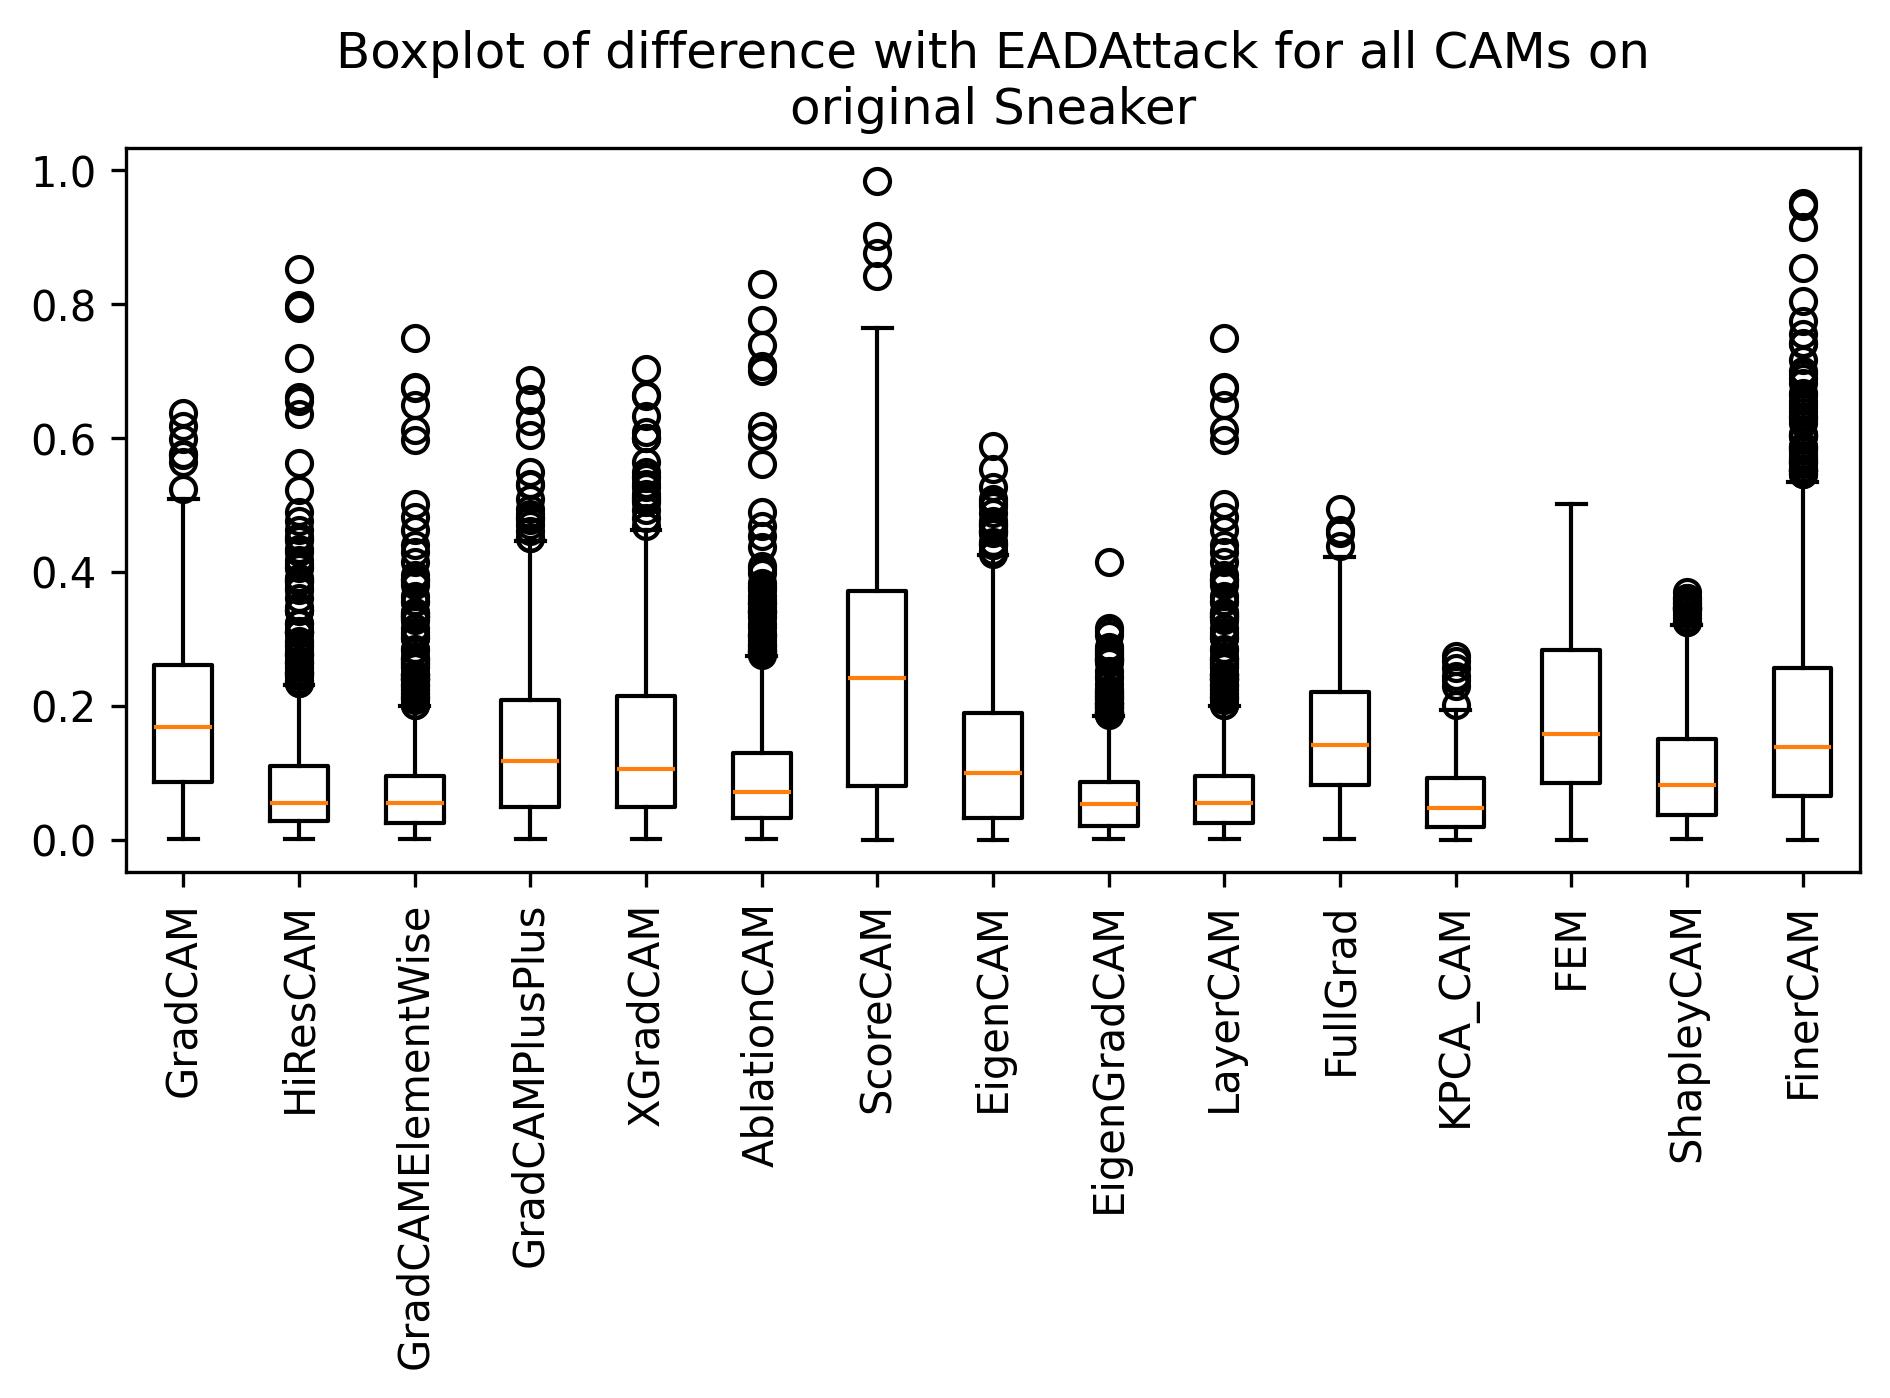 Boxplot of difference with EADAttack for all CAMs on
original Sneaker
1.0
0.8
0.6
0.4
0.2
0.0
GradCAM
HiResCAM
GradCAMElementWise
GradCAMPlusPlus
XGradCAM
AblationCAM
ScoreCAM
EigenCAM
EigenGradCAM
LayerCAM
FullGrad
KPCA_CAM
FEM
ShapleyCAM
FinerCAM